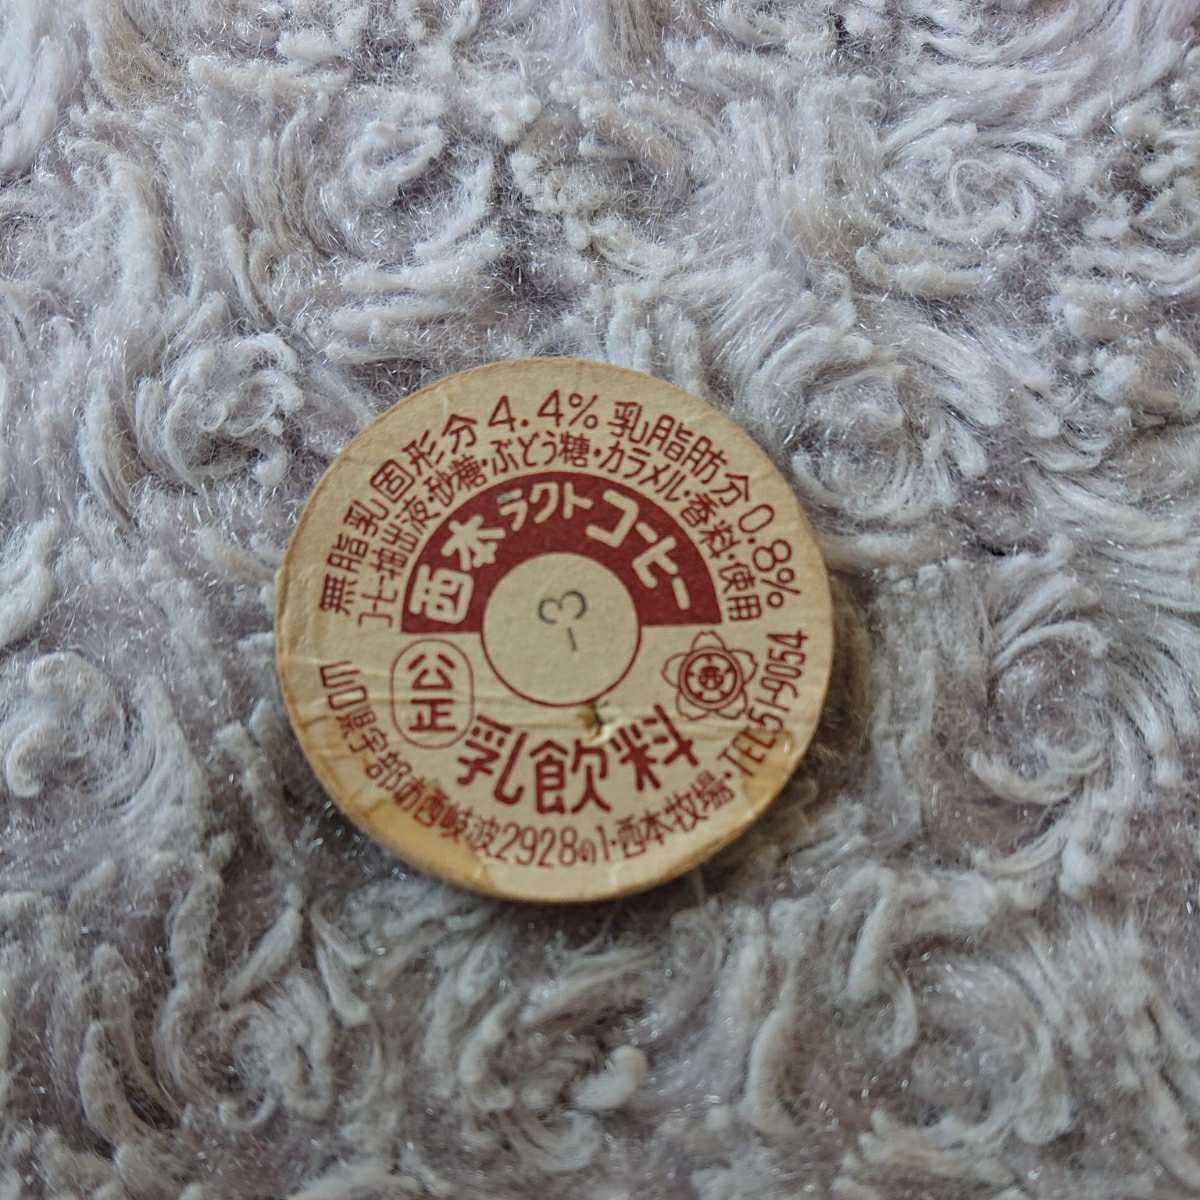 無脂乳固形分4.4% 乳脂肪分0.8%
コーヒー抽出液・砂糖・ぶどう糖・カラメル・香料・使用
西本ラクトコーヒー
3
公正
乳飲料
山口県宇部市西岐波2928の1・西本牧場・TEL51-9054